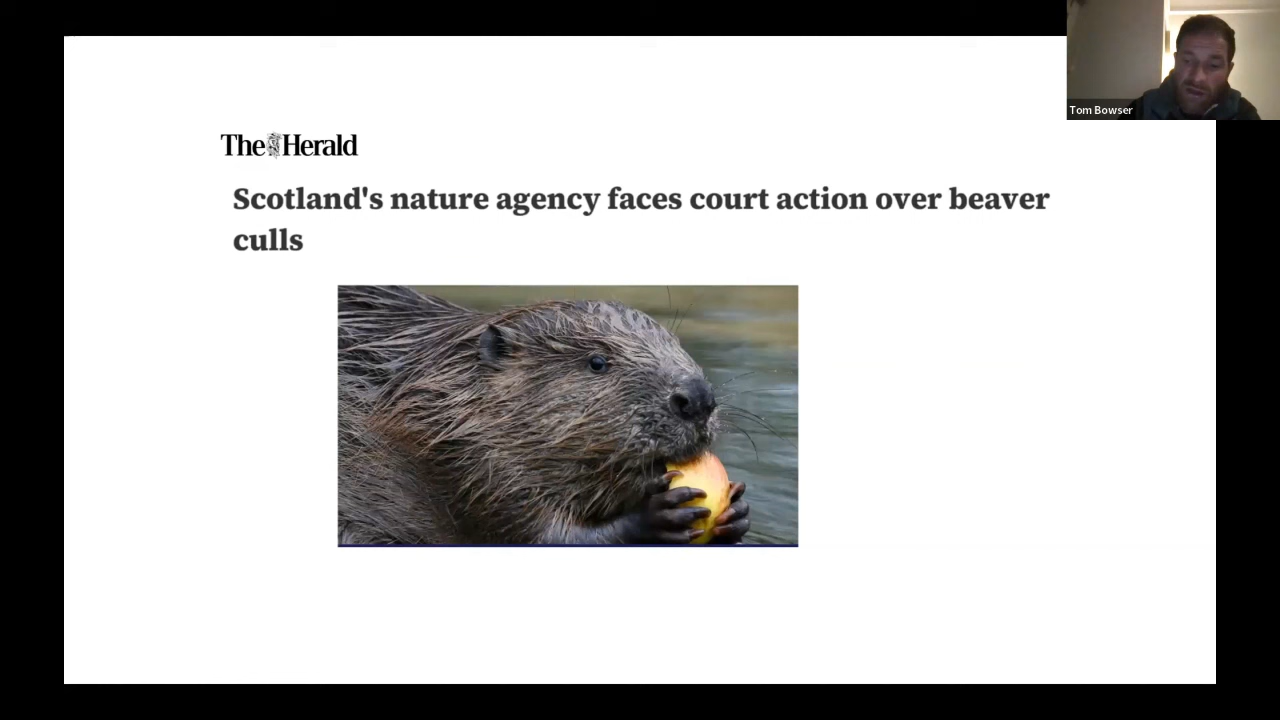 Tom Bowser
The Herald
Scotland's nature agency faces court action over beaver
culls